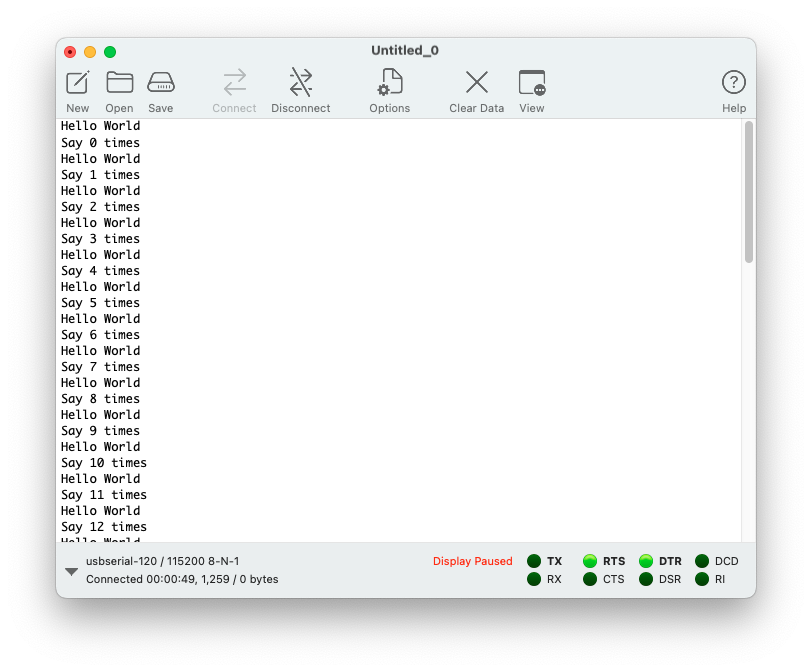 Untitled_0
New Open Save Connect Disconnect Options Clear Data View Help
Hello World
Say 0 times
Hello World
Say 1 times
Hello World
Say 2 times
Hello World
Say 3 times
Hello World
Say 4 times
Hello World
Say 5 times
Hello World
Say 6 times
Hello World
Say 7 times
Hello World
Say 8 times
Hello World
Say 9 times
Hello World
Say 10 times
Hello World
Say 11 times
Hello World
Say 12 times
Hello World
usbserial-120 / 115200 8-N-1 Display Paused TX RTS DTR DCD
Connected 00:00:49, 1,259 / 0 bytes RX CTS DSR RI